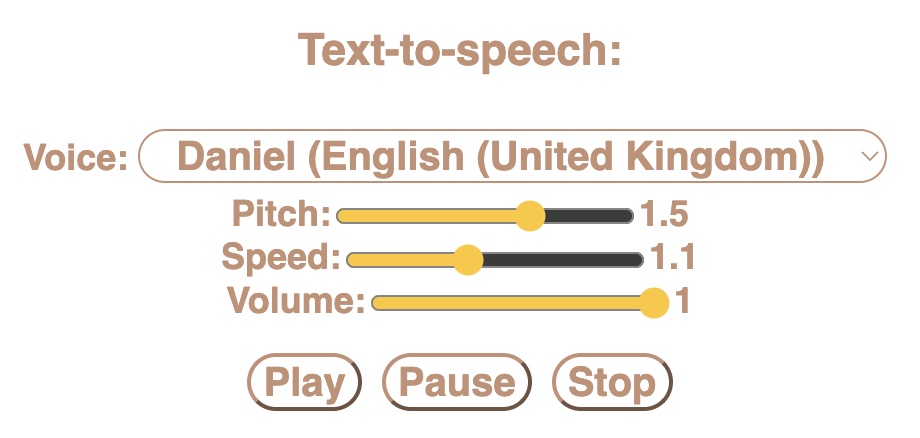 Text-to-speech:
Voice: Daniel (English (United Kingdom))
Pitch: 1.5
Speed: 1.1
Volume: 1
Play Pause Stop